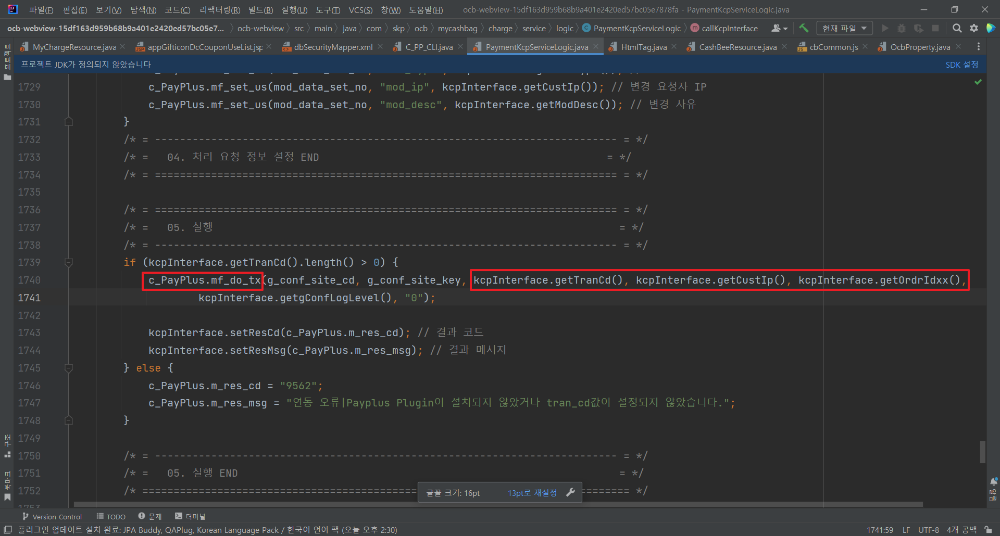 파일(F) 편집(E) 보기(V) 탐색(N) 코드(C) 리팩터링(R) 빌드(B) 실행(U) 도구(T) VCS(S) 창(W) 도움말(H) ocb-webview-15df163d959b68b9a401e2420ed57bc05e7878fa - PaymentKcpServiceLogic.java
ocb-webview-15df163d959b68b9a401e2420ed57bc05e7... ocb-webview src main java com skp ocb mycashbag charge service logic PaymentKcpServiceLogic callKcpInterface 현재 파일
MyChargeResource.java appGifticonDcCouponUseList.jsp dbSecurityMapper.xml C_PP_CLI.java PaymentKcpServiceLogic.java HtmlTag.java CashBeeResource.java cbCommon.js OcbProperty.java
프로젝트
프로젝트 JDK가 정의되지 않았습니다 SDK 설정
1729 c_PayPlus.mf_set_us(mod_data_set_no, "mod_ip", kcpInterface.getCustIp()); // 변경 요청자 IP
1730 c_PayPlus.mf_set_us(mod_data_set_no, "mod_desc", kcpInterface.getModDesc()); // 변경 사유
1731 }
1732 /* = -------------------------------------------------------------------------- = */
1733 /* = 04. 처리 요청 정보 설정 END = */
1734 /* = ========================================================================== = */
1735
1736 /* = ========================================================================== = */
1737 /* = 05. 실행 = */
1738 /* = -------------------------------------------------------------------------- = */
1739 if (kcpInterface.getTranCd().length() > 0) {
1740 c_PayPlus.mf_do_tx(g_conf_site_cd, g_conf_site_key, kcpInterface.getTranCd(), kcpInterface.getCustIp(), kcpInterface.getOrdrIdxx(),
1741 kcpInterface.getgConfLogLevel(), "0");
1742
1743 kcpInterface.setResCd(c_PayPlus.m_res_cd); // 결과 코드
1744 kcpInterface.setResMsg(c_PayPlus.m_res_msg); // 결과 메시지
1745 } else {
1746 c_PayPlus.m_res_cd = "9562";
1747 c_PayPlus.m_res_msg = "연동 오류|Payplus Plugin이 설치되지 않았거나 tran_cd값이 설정되지 않았습니다.";
1748 }
1749
1750 /* = -------------------------------------------------------------------------- = */
1751 /* = 05. 실행 END = */
1752 /* ============================================ ======== = */
1753
구조
북마크
알림
글꼴 크기: 16pt 13pt로 재설정
Version Control TODO 문제 터미널
플러그인 업데이트 설치 완료: JPA Buddy, QAPlug, Korean Language Pack / 한국어 언어 팩 (오늘 오후 2:30) 1741:59 LF UTF-8 4개 공백